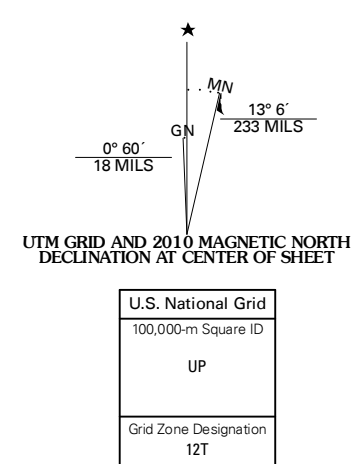 MN
GN
13° 6´
233 MILS
0° 60´
18 MILS
UTM GRID AND 2010 MAGNETIC NORTH
DECLINATION AT CENTER OF SHEET
U.S. National Grid
100,000-m Square ID
UP
Grid Zone Designation
12T